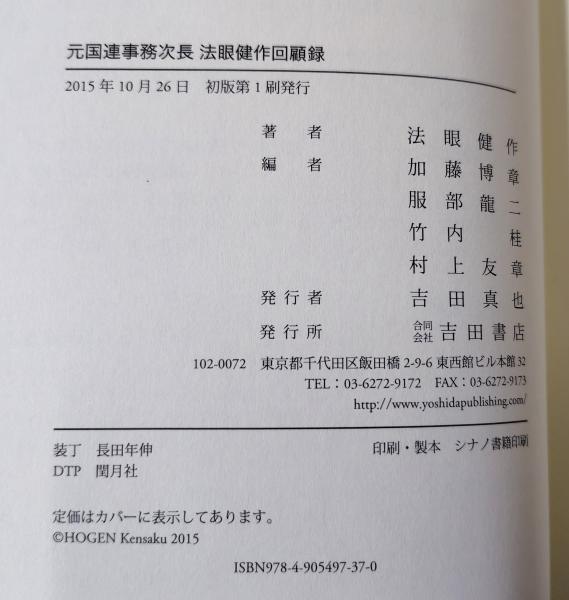 元国連事務次長 法眼健作回顧録
2015年10月26日 初版第1刷発行
著者 法眼健作
編者 加藤博章
服部龍二
竹内桂
村上友章
発行者 吉田真也
発行所 合同会社 吉田書店
102-0072 東京都千代田区飯田橋2-9-6 東西館ビル本館32
TEL：03-6272-9172 FAX：03-6272-9173
http://www.yoshidapublishing.com/
装丁 長田年伸 印刷・製本 シナノ書籍印刷
DTP 閏月社
定価はカバーに表示してあります。
©HOGEN Kensaku 2015
ISBN978-4-905497-37-0